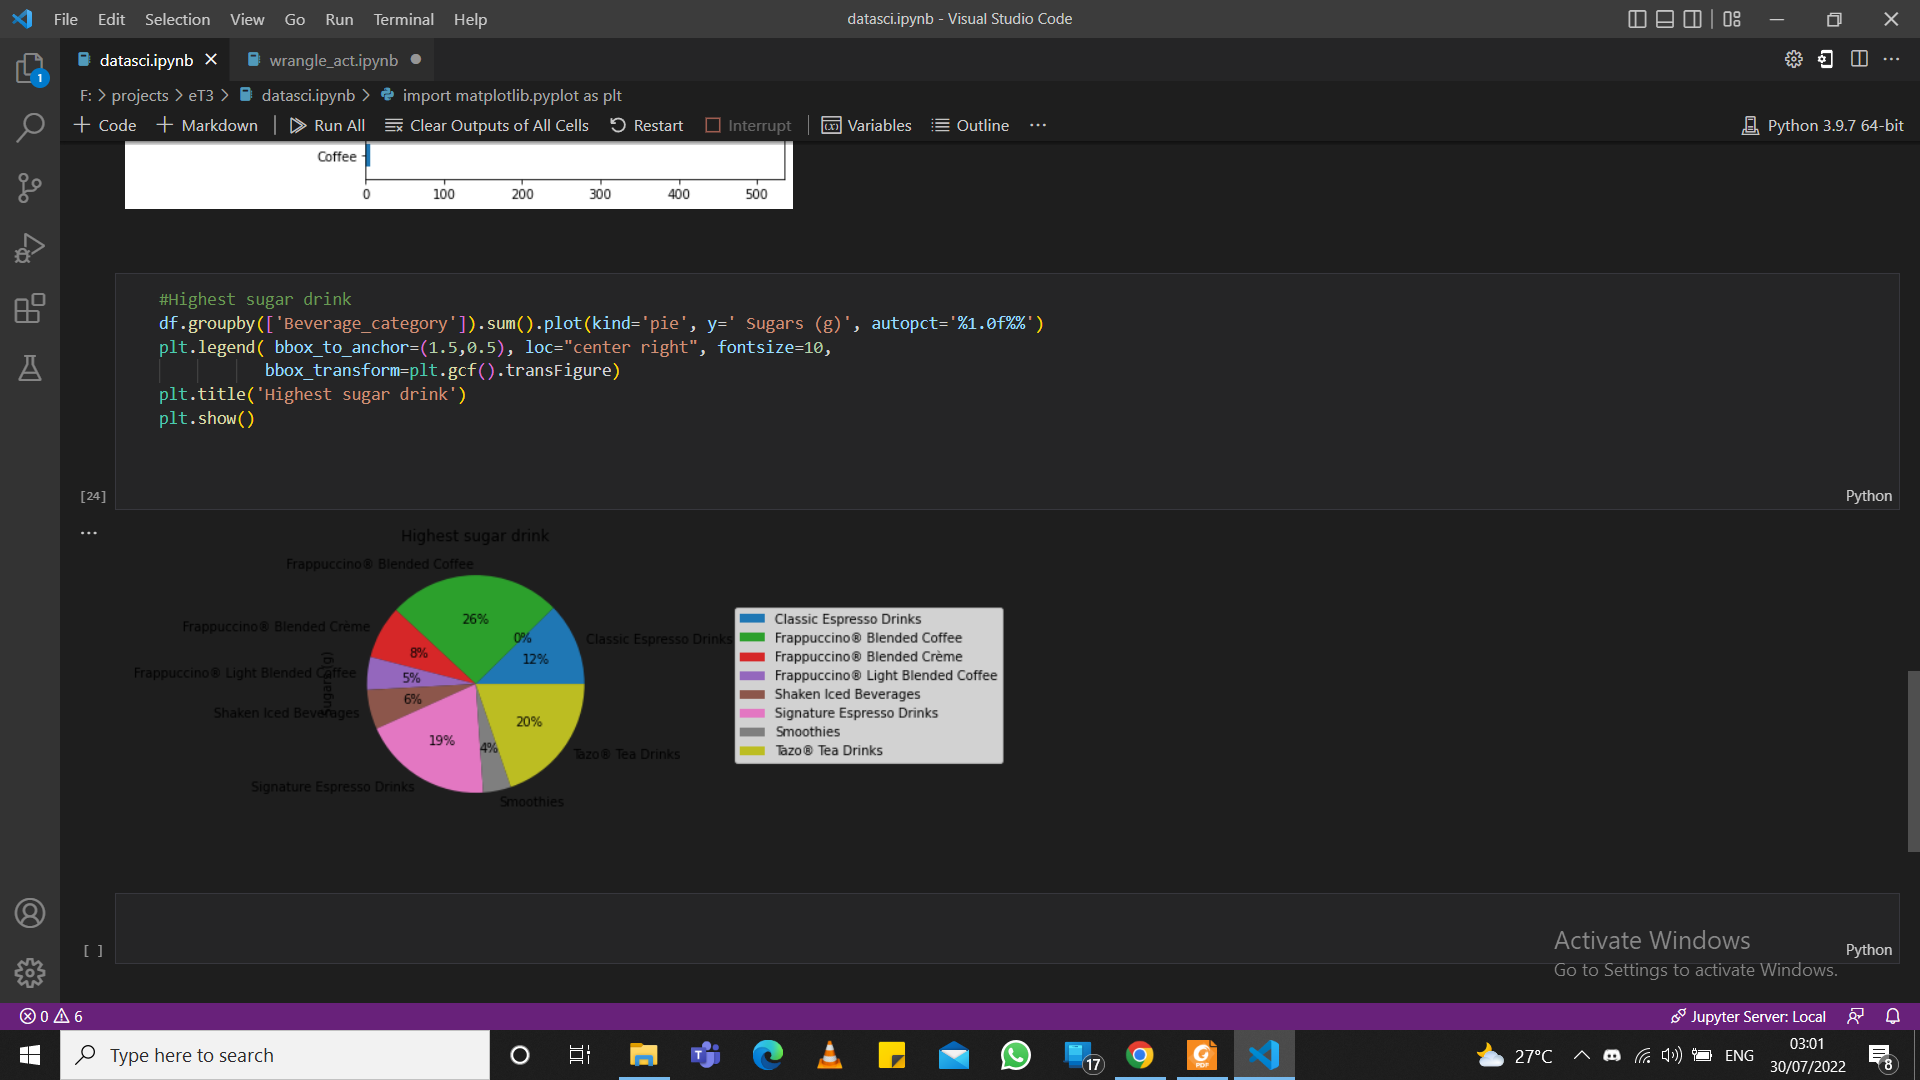 File Edit Selection View Go Run Terminal Help
datasci.ipynb - Visual Studio Code
1
datasci.ipynb
wrangle_act.ipynb
F: > projects > eT3 > datasci.ipynb > import matplotlib.pyplot as plt
+ Code + Markdown Run All Clear Outputs of All Cells Restart Interrupt Variables Outline ...
Python 3.9.7 64-bit
Coffee
0 100 200 300 400 500
#Highest sugar drink
df.groupby(['Beverage_category']).sum().plot(kind='pie', y=' Sugars (g)', autopct='%1.0f%%')
plt.legend( bbox_to_anchor=(1.5,0.5), loc="center right", fontsize=10,
bbox_transform=plt.gcf().transFigure)
plt.title('Highest sugar drink')
plt.show()
[24]
Python
...
Highest sugar drink
Frappuccino® Blended Coffee
26%
Frappuccino® Blended Crème
8%
0%
Classic Espresso Drinks
12%
Frappuccino® Light Blended Coffee
5%
Sugars (g)
Shaken Iced Beverages
6%
20%
19%
4%
Tazo® Tea Drinks
Signature Espresso Drinks
Smoothies
Classic Espresso Drinks
Frappuccino® Blended Coffee
Frappuccino® Blended Crème
Frappuccino® Light Blended Coffee
Shaken Iced Beverages
Signature Espresso Drinks
Smoothies
Tazo® Tea Drinks
[ ]
Python
Activate Windows
Go to Settings to activate Windows.
0 6
Jupyter Server: Local
Type here to search
17
27°C
ENG
03:01
30/07/2022
8